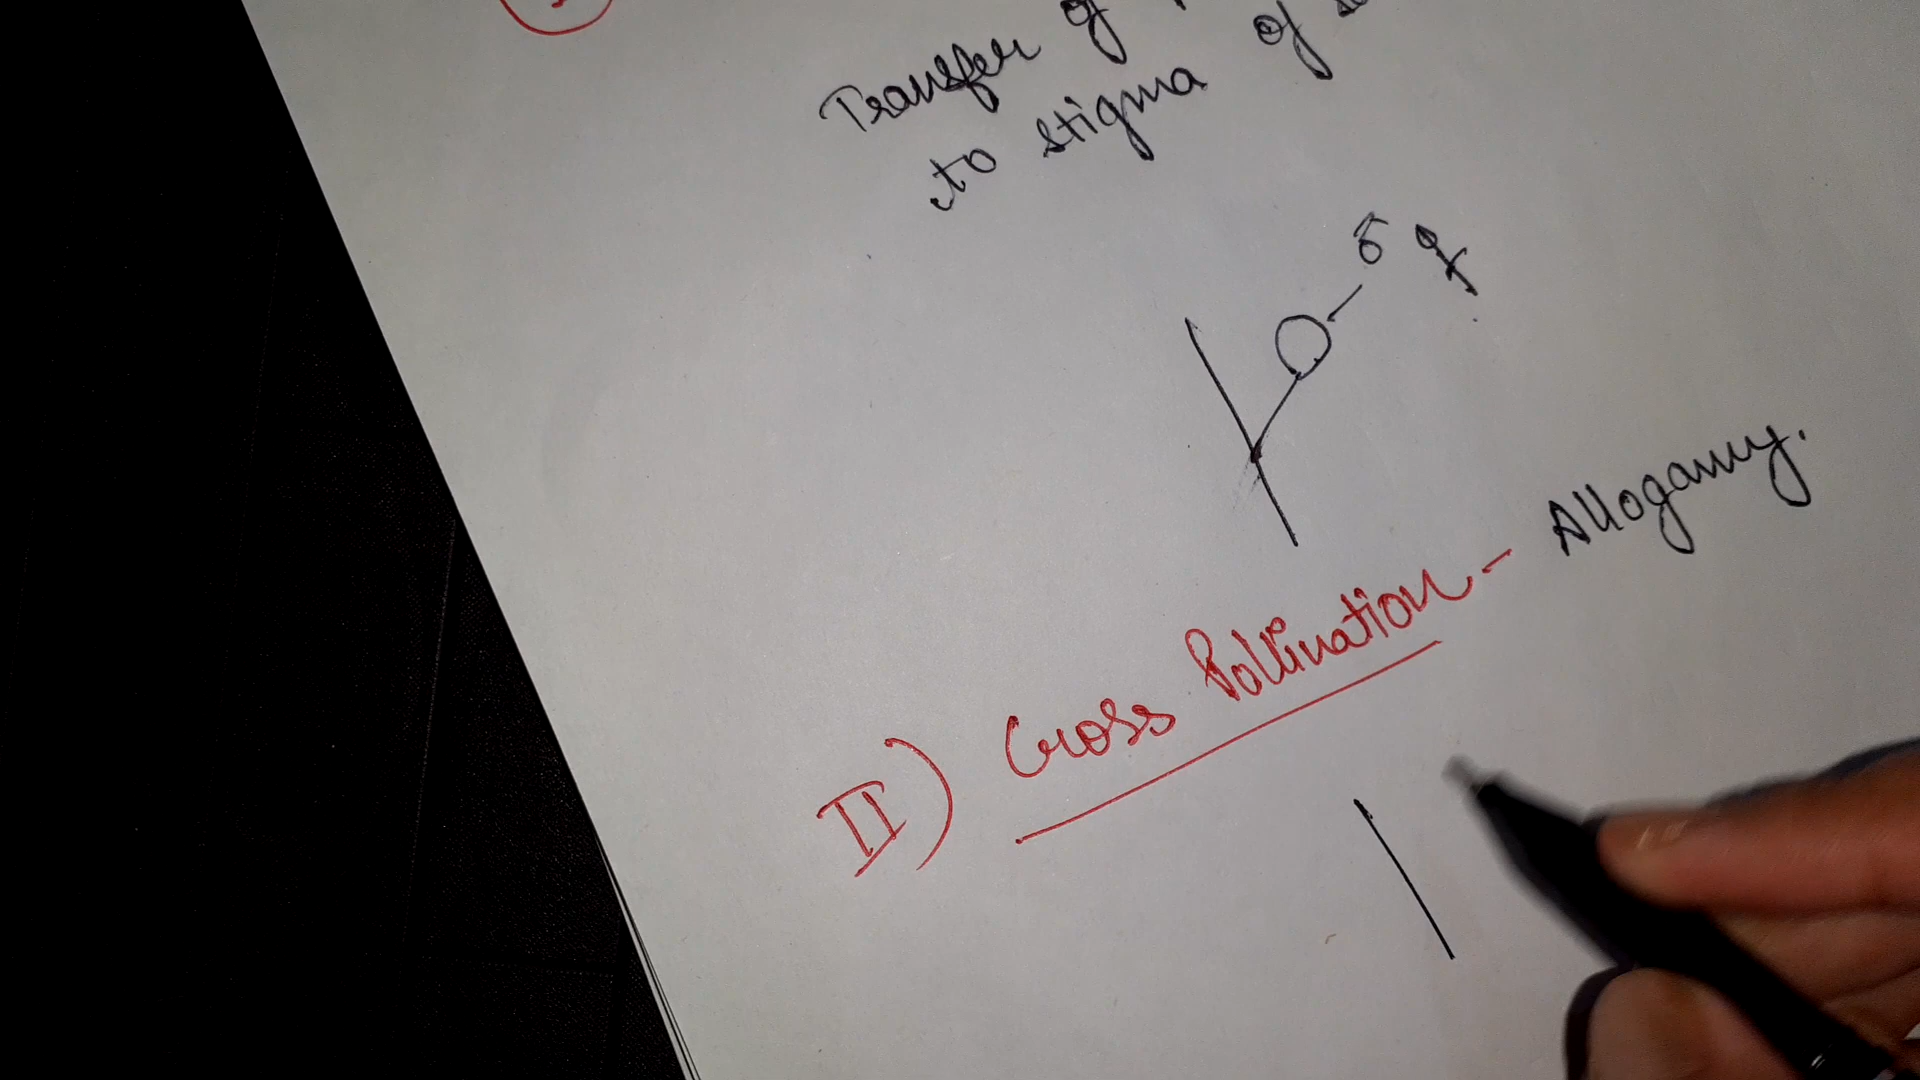 Transfer of
to stigma of
II) Cross Pollination - Allogamy.